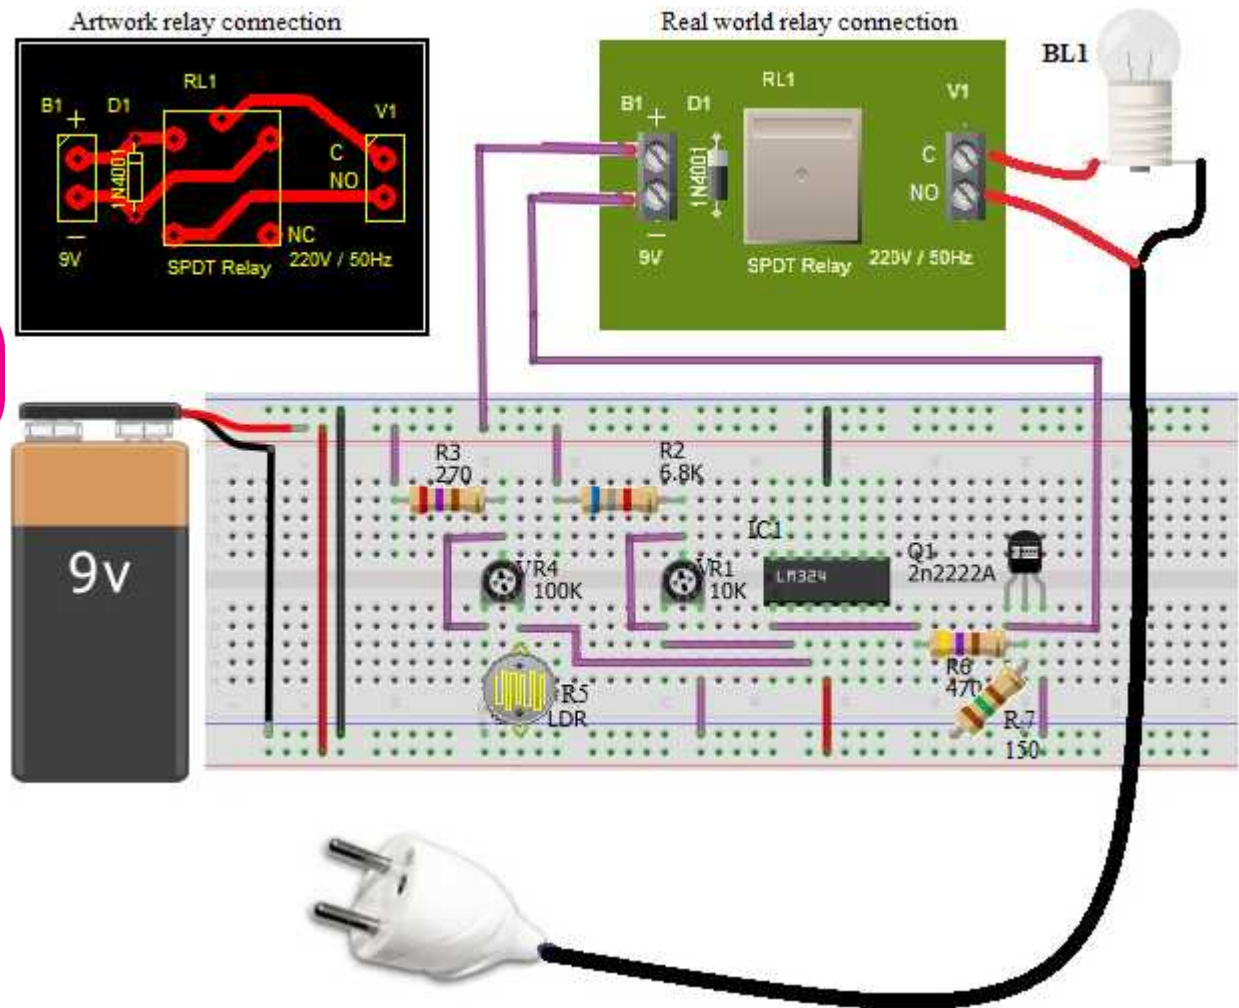 Artwork relay connection
RL1
B1
+
D1
V1
1N4001
C
NO
NC
−
9V
SPDT Relay
220V / 50Hz
Real world relay connection
RL1
B1
+
D1
V1
1N4001
C
NO
−
9V
SPDT Relay
220V / 50Hz
BL1
9v
R3
270
R2
6.8K
IC1
LM324
Q1
2n2222A
VR4
100K
VR1
10K
R5
LDR
R6
470
R7
150